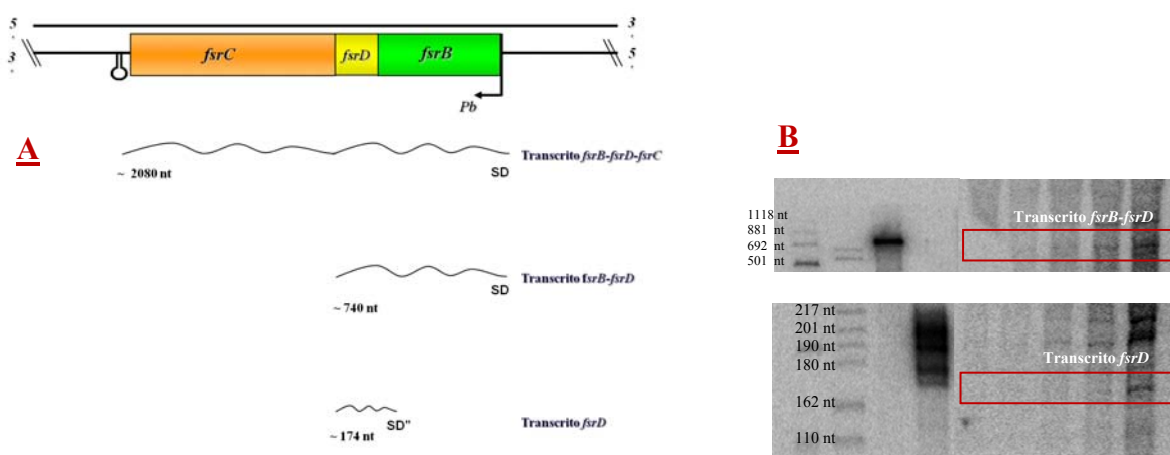 5 3
fsrC fsrD fsrB
3 5
Pb
A
Transcrito fsrB-fsrD-fsrC
~ 2080 nt SD
Transcrito fsrB-fsrD
SD
~ 740 nt
SD"
Transcrito fsrD
~ 174 nt
B
1118 nt
Transcrito fsrB-fsrD
881 nt
692 nt
501 nt
217 nt
201 nt
190 nt
180 nt
Transcrito fsrD
162 nt
110 nt